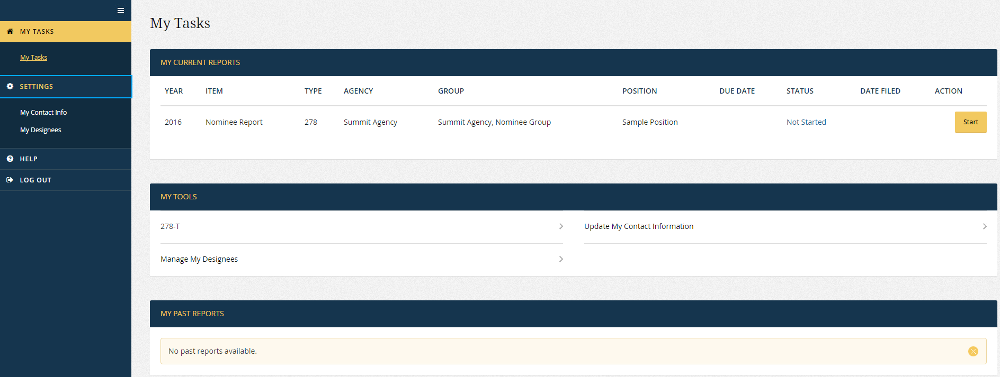 MY TASKS
My Tasks
SETTINGS
My Contact Info
My Designees
HELP
LOG OUT
My Tasks
MY CURRENT REPORTS
YEAR ITEM TYPE AGENCY GROUP POSITION DUE DATE STATUS DATE FILED ACTION
2016 Nominee Report 278 Summit Agency Summit Agency, Nominee Group Sample Position Not Started Start
MY TOOLS
278-T Update My Contact Information
Manage My Designees
MY PAST REPORTS
No past reports available.